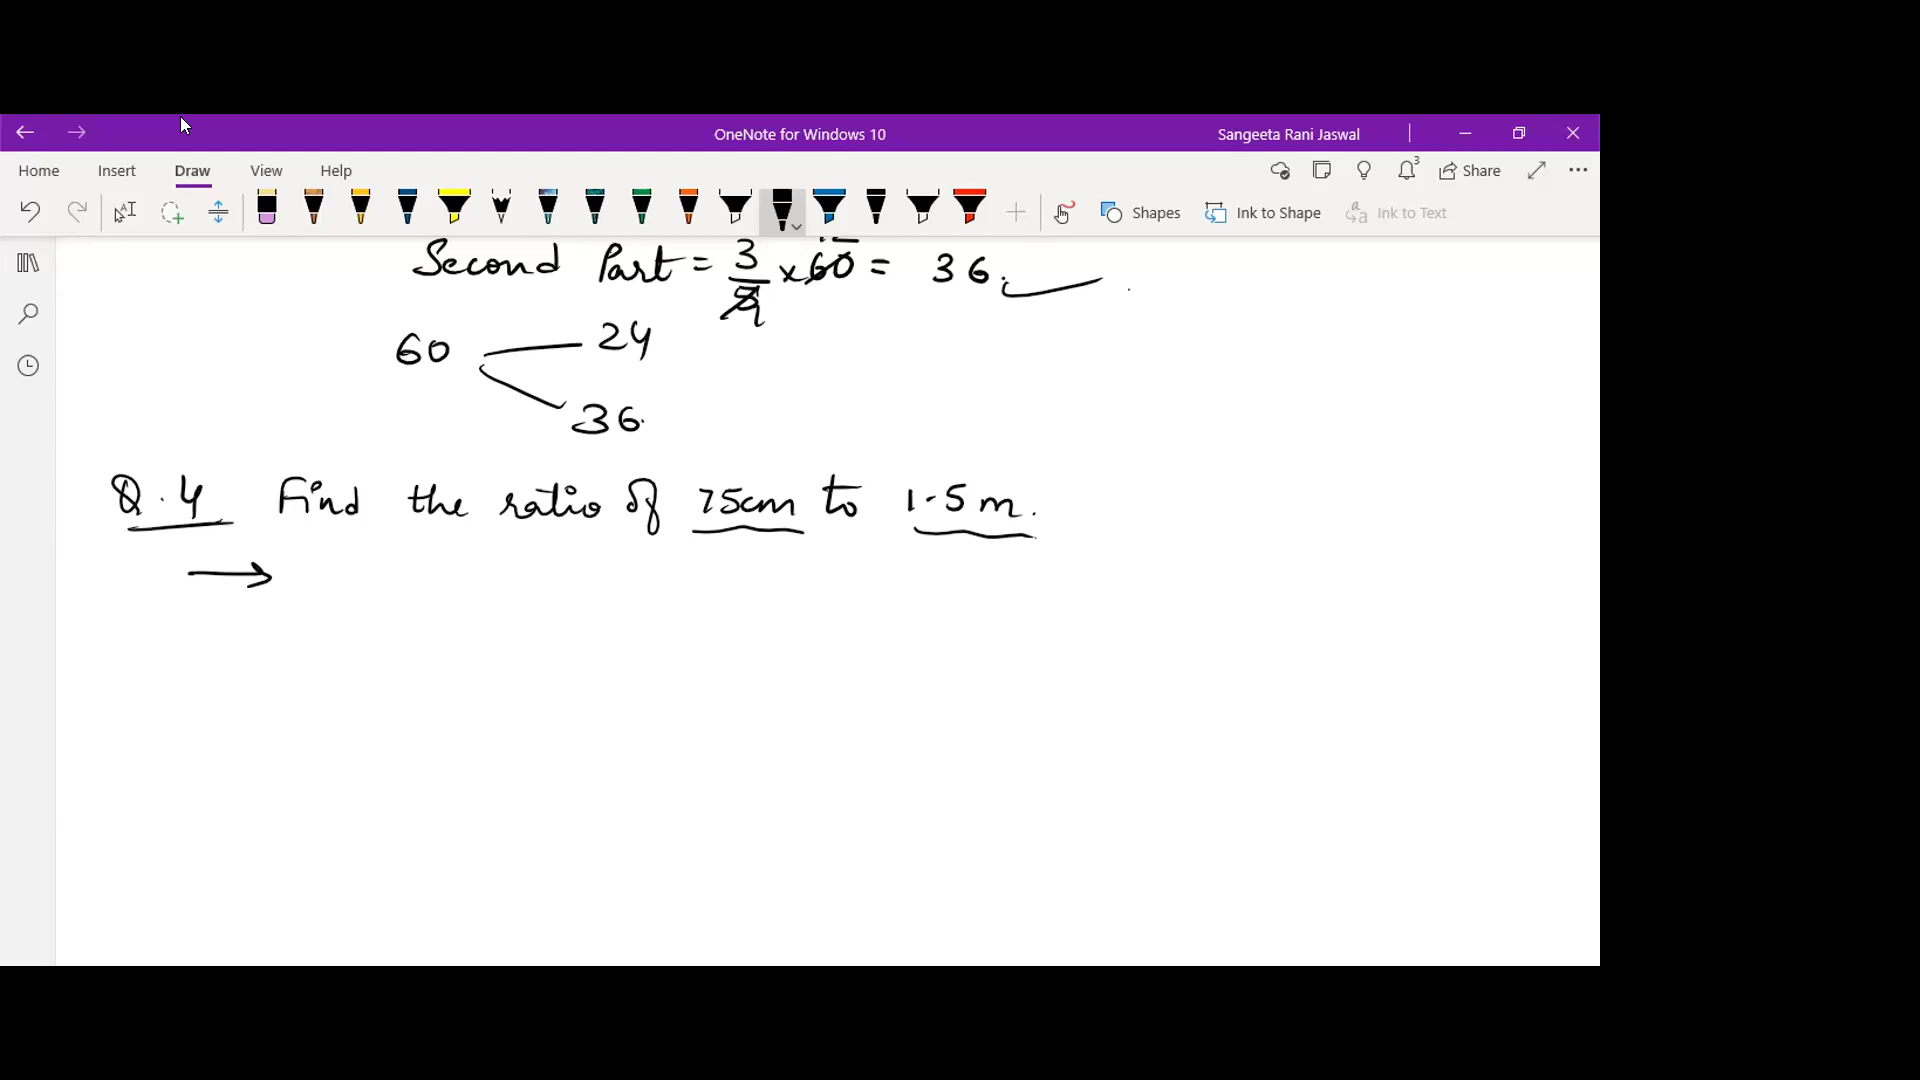 OneNote for Windows 10
Sangeeta Rani Jaswal
Home Insert Draw View Help
3
Share
Shapes Ink to Shape Ink to Text
Second Part = 3/5 × 60 = 36
60 24
36
Q.4 Find the ratio of 75cm to 1.5 m.